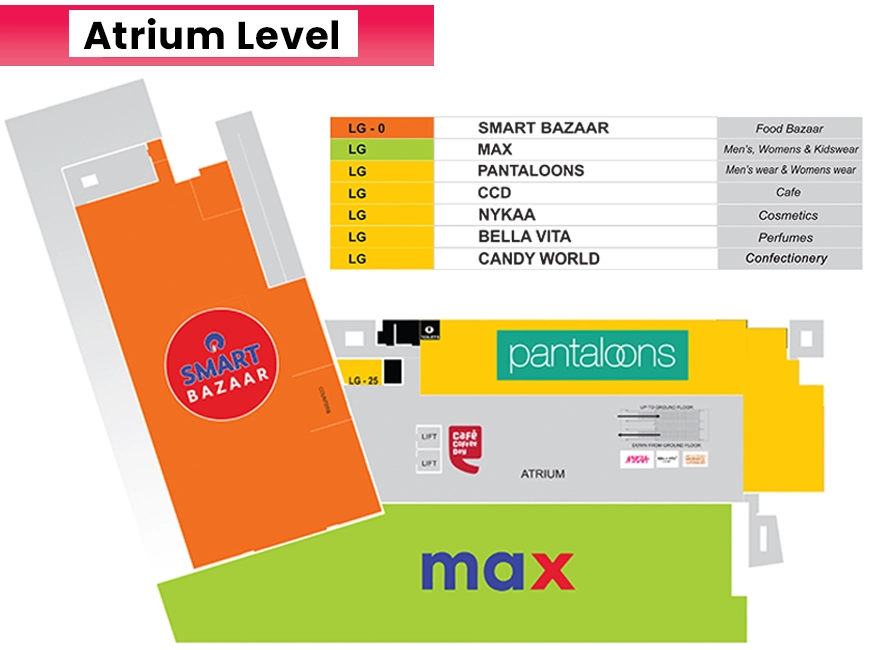 Atrium Level
LG - 0 SMART BAZAAR Food Bazaar
LG MAX Men's, Womens & Kidswear
LG PANTALOONS Men's wear & Womens wear
LG CCD Cafe
LG NYKAA Cosmetics
LG BELLA VITA Perfumes
LG CANDY WORLD Confectionery
SMART
BAZAAR
TOILETS
pantaloons
LG - 25
COUNTERS
UP TO GROUND FLOOR
DOWN FROM GROUND FLOOR
LIFT
LIFT
Café
Coffee
Day
NYKAA
ATRIUM
max